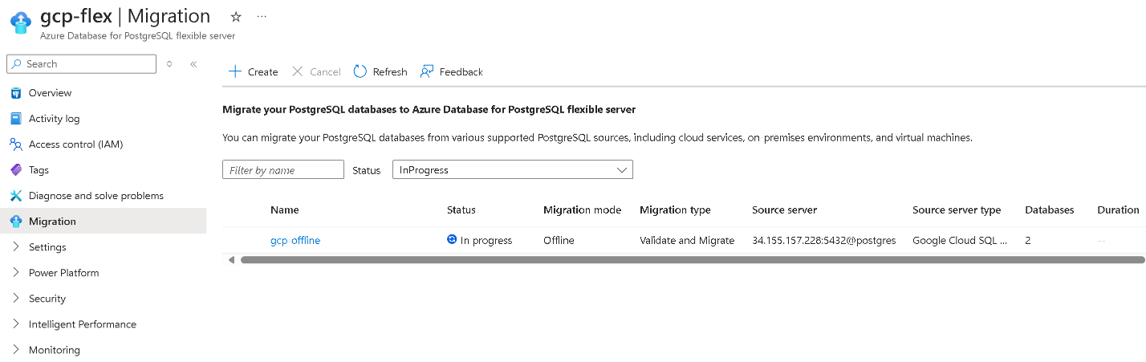 gcp-flex | Migration ☆ ...
Azure Database for PostgreSQL flexible server
Search
Create Cancel Refresh Feedback
Overview
Activity log
Access control (IAM)
Tags
Diagnose and solve problems
Migration
Settings
Power Platform
Security
Intelligent Performance
Monitoring
Migrate your PostgreSQL databases to Azure Database for PostgreSQL flexible server
You can migrate your PostgreSQL databases from various supported PostgreSQL sources, including cloud services, on premises environments, and virtual machines.
Filter by name Status InProgress
Name Status Migration mode Migration type Source server Source server type Databases Duration
gcp-offline In progress Offline Validate and Migrate 34.155.157.228:5432@postgres Google Cloud SQL ... 2 --